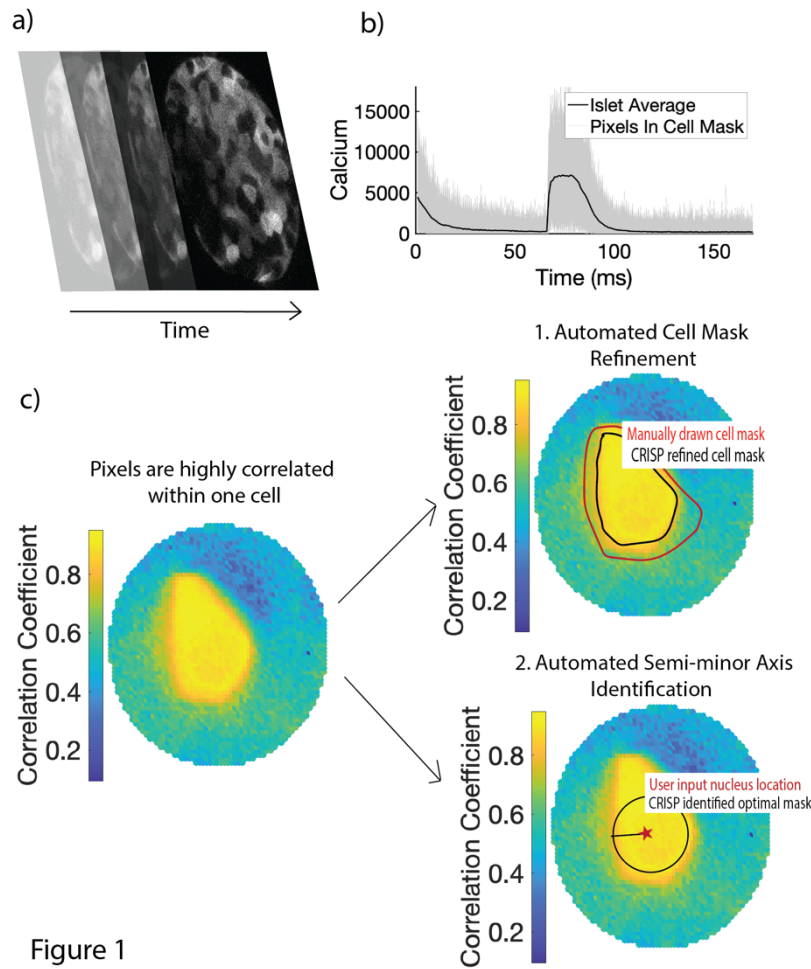 a)
Time
b)
15000
10000
5000
0
Calcium
Islet Average
Pixels In Cell Mask
0
50
100
150
Time (ms)
c)
Pixels are highly correlated
within one cell
Correlation Coefficient
0.8
0.6
0.4
0.2
1. Automated Cell Mask
Refinement
Correlation Coefficient
0.8
0.6
0.4
0.2
Manually drawn cell mask
CRISP refined cell mask
2. Automated Semi-minor Axis
Identification
Correlation Coefficient
0.8
0.6
0.4
0.2
User input nucleus location
CRISP identified optimal mask
Figure 1